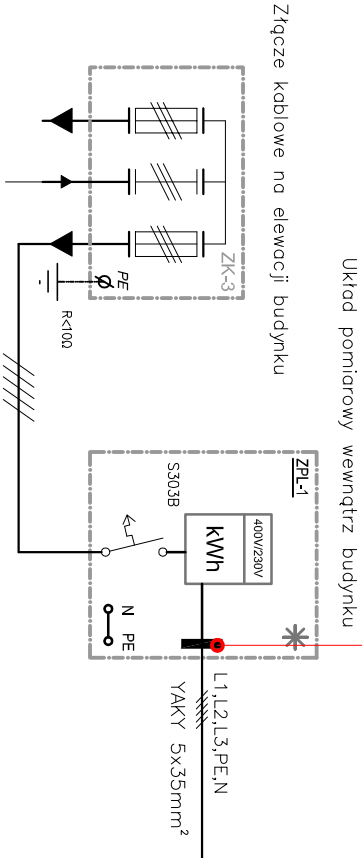 Złącze kablowe na elewacji budynku
ZK-3
PE
R<10Ω
Układ pomiarowy wewnątrz budynku
ZPL-1
400V/230V
kWh
S303B
N PE
L1,L2,L3,PE,N
YAKY 5x35mm²